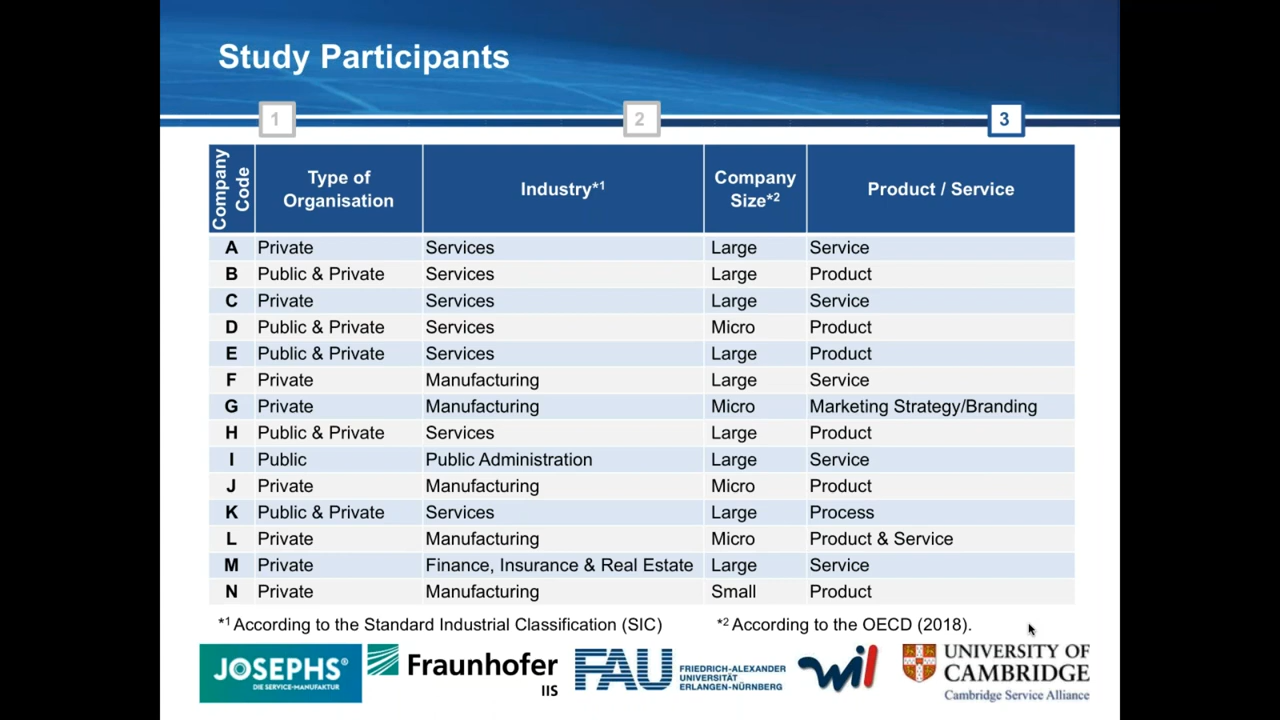 Study Participants
1 2 3
Company Code Type of Organisation Industry*1 Company Size*2 Product / Service
A Private Services Large Service
B Public & Private Services Large Product
C Private Services Large Service
D Public & Private Services Micro Product
E Public & Private Services Large Product
F Private Manufacturing Large Service
G Private Manufacturing Micro Marketing Strategy/Branding
H Public & Private Services Large Product
I Public Public Administration Large Service
J Private Manufacturing Micro Product
K Public & Private Services Large Process
L Private Manufacturing Micro Product & Service
M Private Finance, Insurance & Real Estate Large Service
N Private Manufacturing Small Product
*1 According to the Standard Industrial Classification (SIC) *2 According to the OECD (2018).
JOSEPHS®
DIE SERVICE-MANUFAKTUR
Fraunhofer
IIS
FAU
FRIEDRICH-ALEXANDER
UNIVERSITÄT
ERLANGEN-NÜRNBERG
wi1
UNIVERSITY OF
CAMBRIDGE
Cambridge Service Alliance